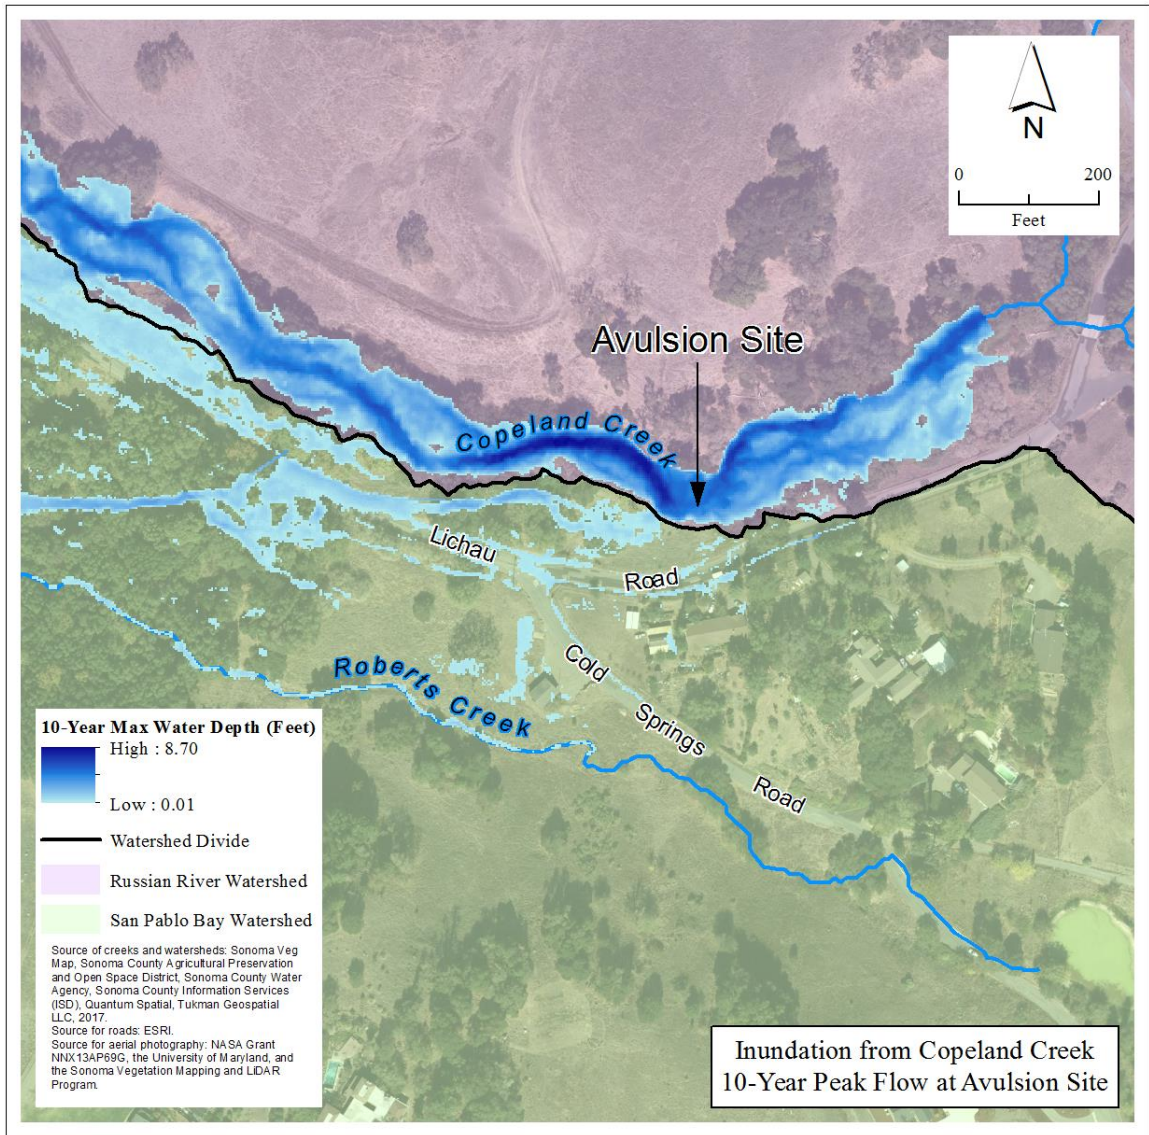 N
0 200
Feet
Avulsion Site
Copeland Creek
Lichau
Road
Cold
Springs
Road
Roberts Creek
10-Year Max Water Depth (Feet)
High : 8.70
Low : 0.01
Watershed Divide
Russian River Watershed
San Pablo Bay Watershed
Source of creeks and watersheds: Sonoma Veg
Map, Sonoma County Agricultural Preservation
and Open Space District, Sonoma County Water
Agency, Sonoma County Information Services
(ISD), Quantum Spatial, Tukman Geospatial
LLC, 2017.
Source for roads: ESRI.
Source for aerial photography: NASA Grant
NNX13AP69G, the University of Maryland, and
the Sonoma Vegetation Mapping and LiDAR
Program.
Inundation from Copeland Creek
10-Year Peak Flow at Avulsion Site